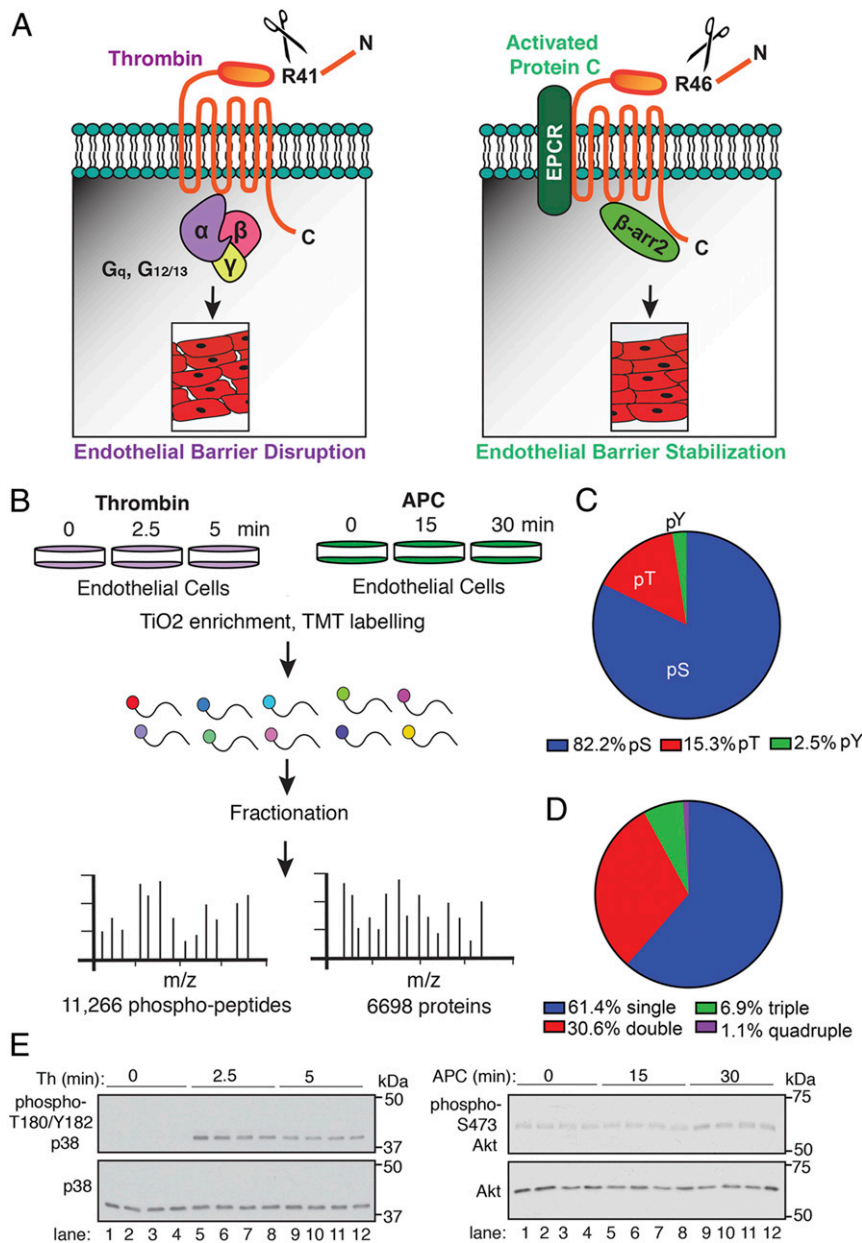 A
Thrombin
R41
N
α
β
γ
C
Gq, G12/13
Endothelial Barrier Disruption
Activated
Protein C
R46
N
EPCR
β-arr2
C
Endothelial Barrier Stabilization
B
Thrombin
0 2.5 5 min
Endothelial Cells
APC
0 15 30 min
Endothelial Cells
TiO2 enrichment, TMT labelling
Fractionation
m/z
11,266 phospho-peptides
m/z
6698 proteins
C
pY
pT
pS
82.2% pS 15.3% pT 2.5% pY
D
61.4% single 6.9% triple
30.6% double 1.1% quadruple
E
Th (min): 0 2.5 5 kDa
phospho-
T180/Y182
p38
50
37
p38
50
37
lane: 1 2 3 4 5 6 7 8 9 10 11 12
APC (min): 0 15 30 kDa
phospho-
S473
Akt
75
50
Akt
75
50
lane: 1 2 3 4 5 6 7 8 9 10 11 12